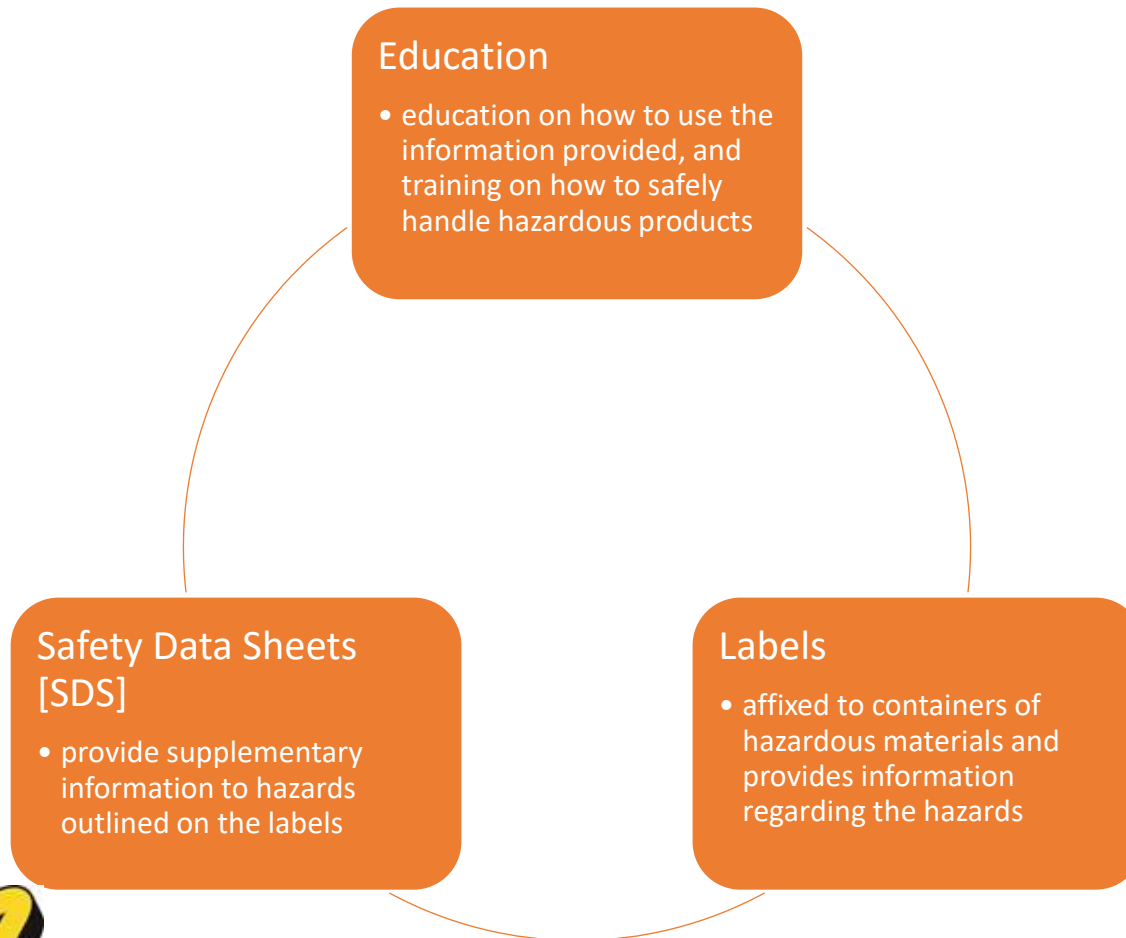 Education
• education on how to use the
information provided, and
training on how to safely
handle hazardous products
Safety Data Sheets
[SDS]
• provide supplementary
information to hazards
outlined on the labels
Labels
• affixed to containers of
hazardous materials and
provides information
regarding the hazards